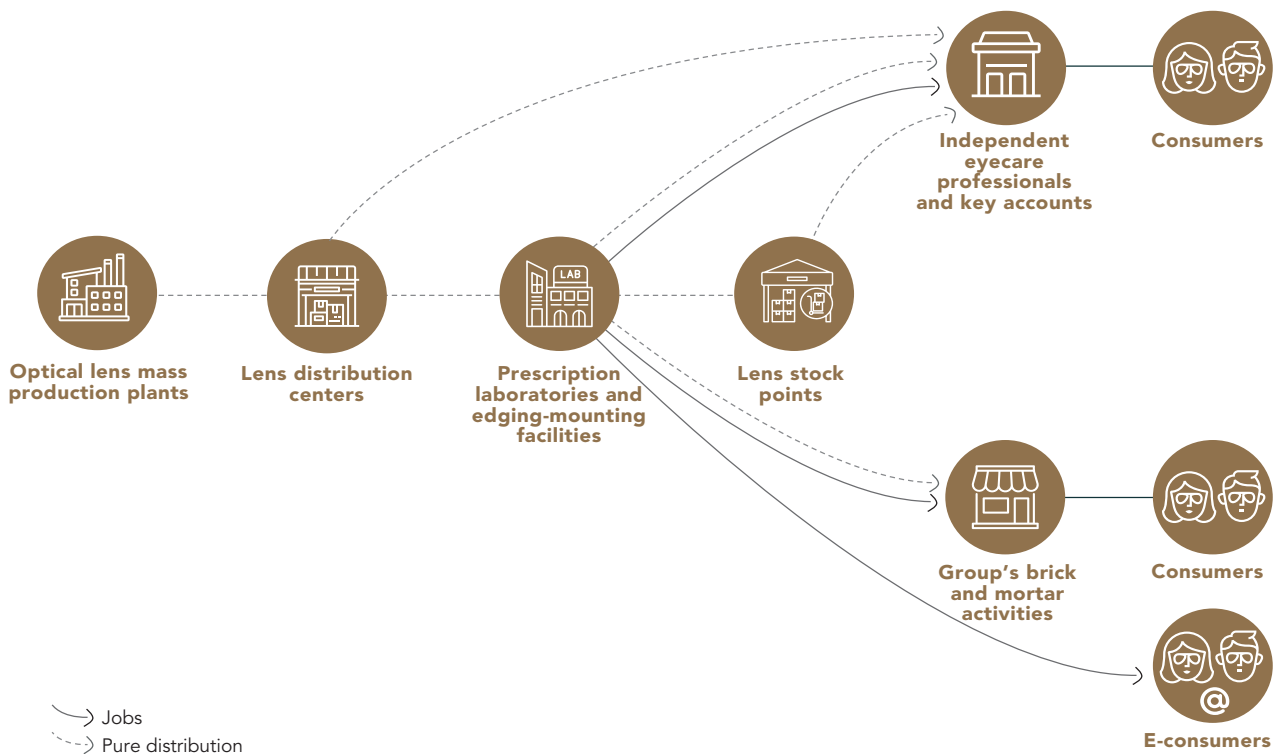 Independent
eyecare
professionals
and key accounts
Consumers
LAB
Optical lens mass
production plants
Lens distribution
centers
Prescription
laboratories and
edging-mounting
facilities
Lens stock
points
Group's brick
and mortar
activities
Consumers
@
E-consumers
Jobs
Pure distribution